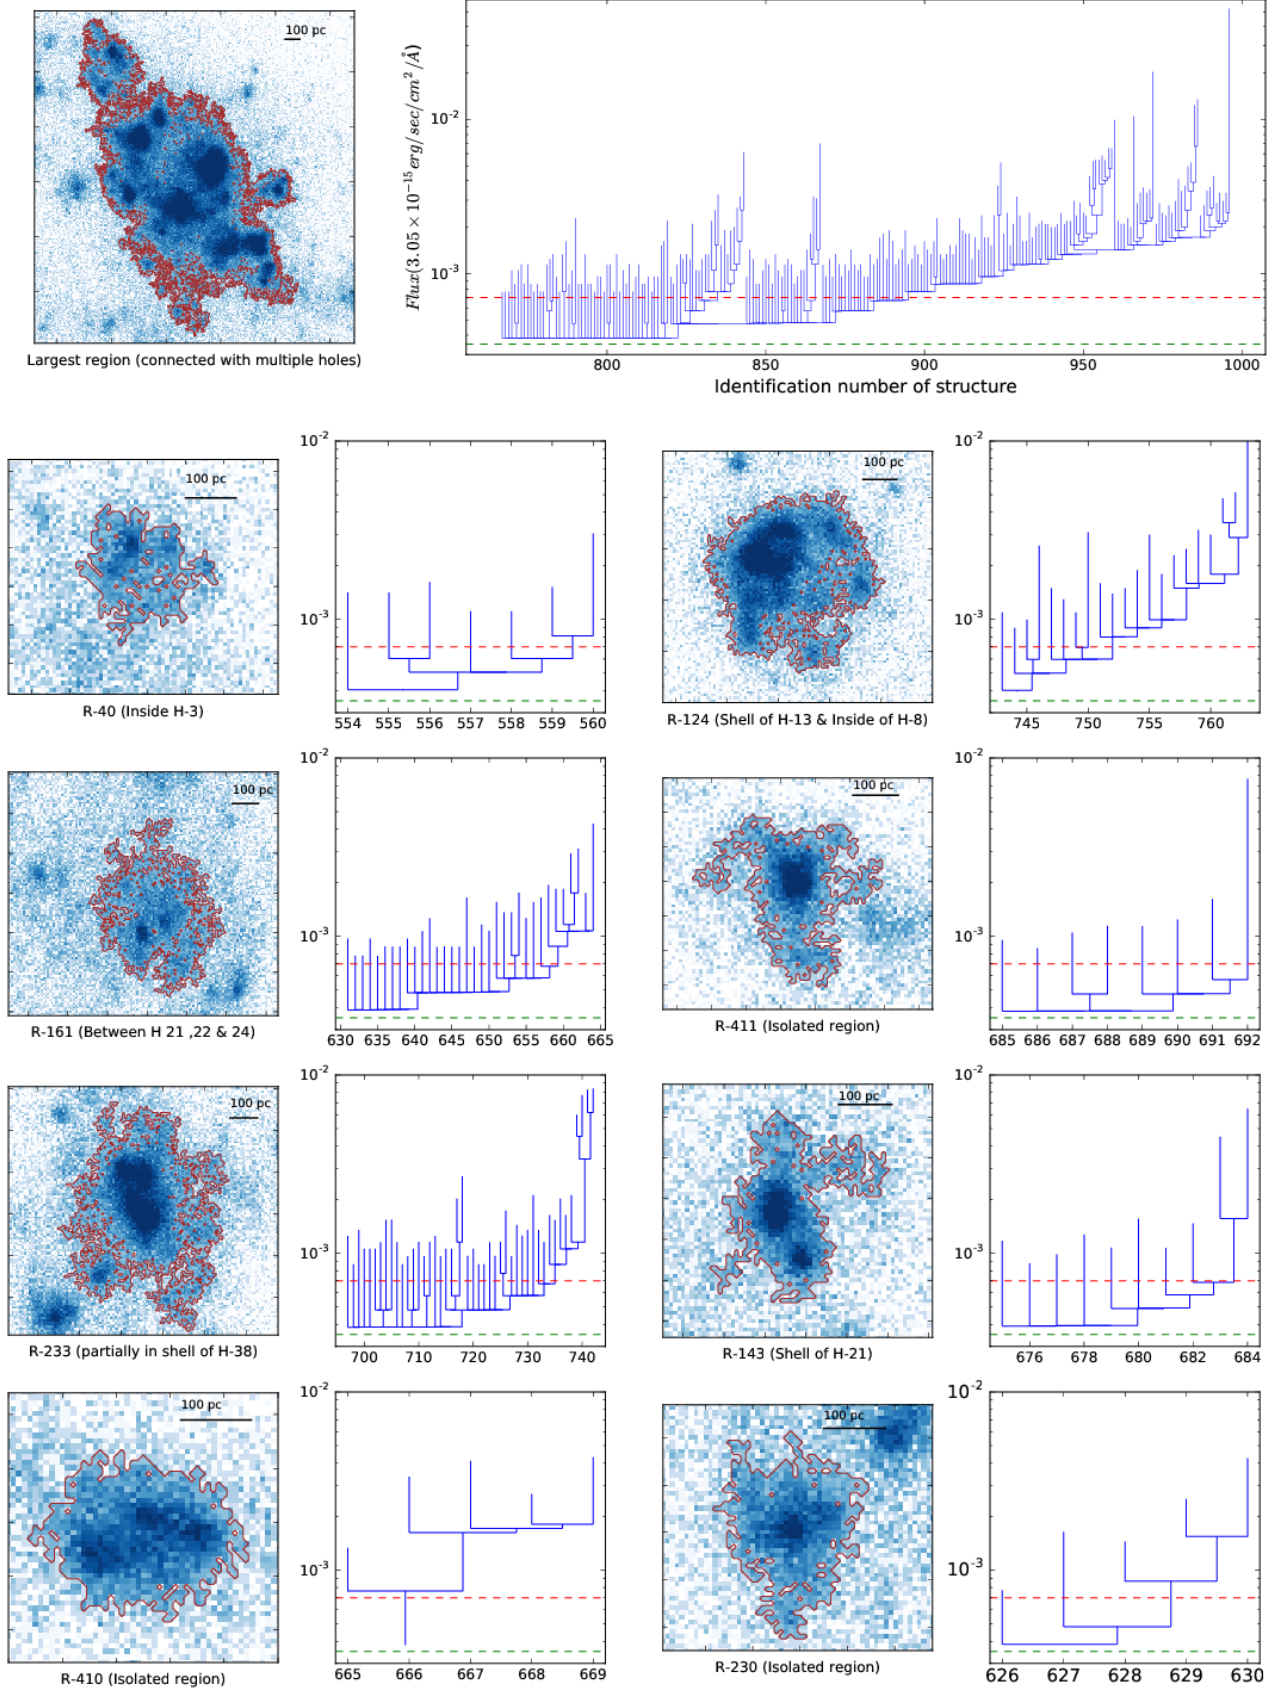 100 pc
Flux(3.05 × 10⁻¹⁵ erg/sec/cm²/Å)
10⁻²
10⁻³
800 850 900 950 1000
Identification number of structure
Largest region (connected with multiple holes)
100 pc
10⁻²
10⁻³
554 555 556 557 558 559 560
R-40 (Inside H-3)
100 pc
10⁻²
10⁻³
745 750 755 760
R-124 (Shell of H-13 & Inside of H-8)
100 pc
10⁻²
10⁻³
630 635 640 645 650 655 660 665
R-161 (Between H 21 ,22 & 24)
100 pc
10⁻²
10⁻³
685 686 687 688 689 690 691 692
R-411 (Isolated region)
100 pc
10⁻²
10⁻³
700 710 720 730 740
R-233 (partially in shell of H-38)
100 pc
10⁻²
10⁻³
676 678 680 682 684
R-143 (Shell of H-21)
100 pc
10⁻²
10⁻³
665 666 667 668 669
R-410 (Isolated region)
100 pc
10⁻²
10⁻³
626 627 628 629 630
R-230 (Isolated region)